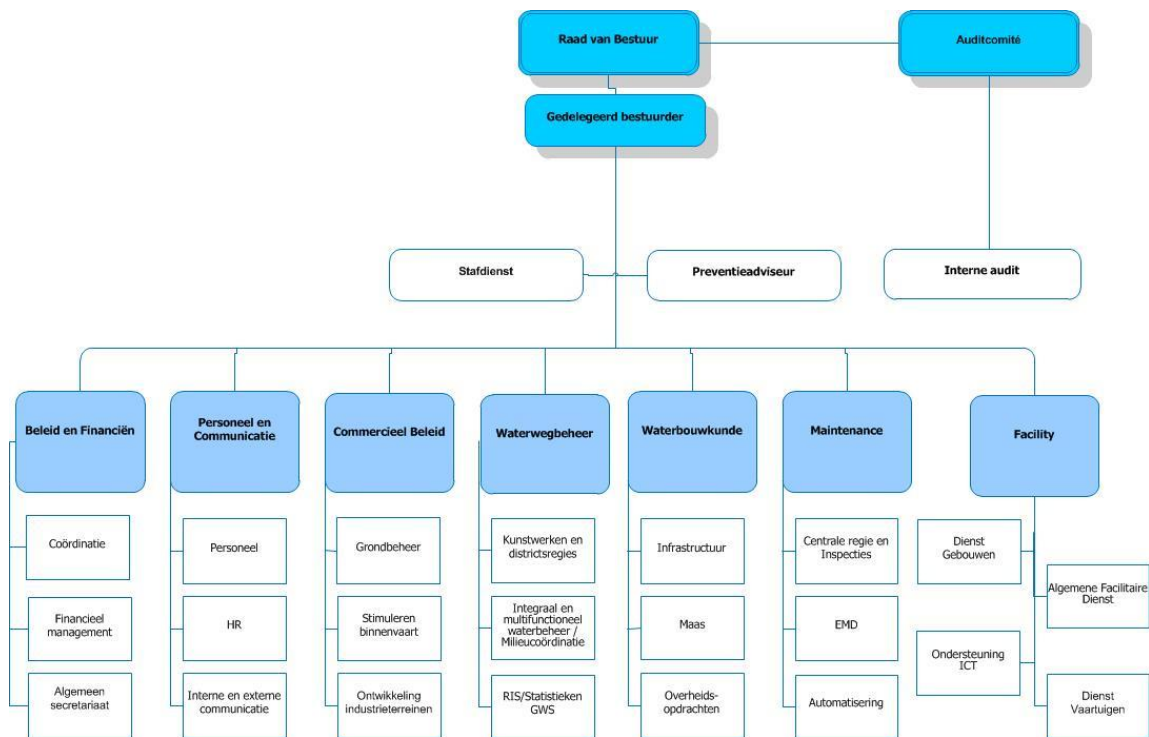 Raad van Bestuur
Auditcomité
Gedelegeerd bestuurder
Stafdienst
Preventieadviseur
Interne audit
Beleid en Financiën
Personeel en
Communicatie
Commercieel Beleid
Waterwegbeheer
Waterbouwkunde
Maintenance
Facility
Coördinatie
Financieel
management
Algemeen
secretariaat
Personeel
HR
Interne en externe
communicatie
Grondbeheer
Stimuleren
binnenvaart
Ontwikkeling
industrieterreinen
Kunstwerken en
districtsregies
Integraal en
multifunctioneel
waterbeheer /
Milieucoördinatie
RIS/Statistieken
GWS
Infrastructuur
Maas
Overheids-
opdrachten
Centrale regie en
Inspecties
EMD
Automatisering
Dienst
Gebouwen
Algemene Facilitaire
Dienst
Ondersteuning
ICT
Dienst
Vaartuigen